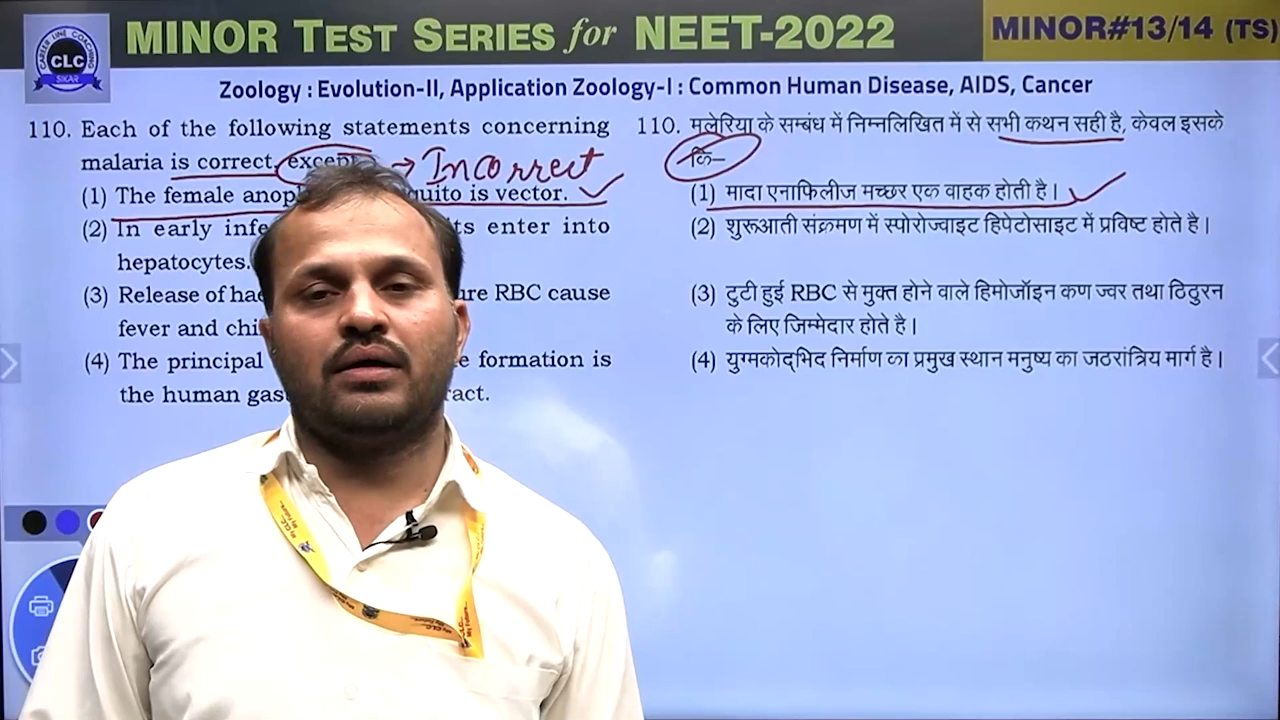 CAREER LINE COACHING
CLC
SIKAR
MINOR TEST SERIES for NEET-2022
MINOR#13/14 (TS)
Zoology : Evolution-II, Application Zoology-I : Common Human Disease, AIDS, Cancer
110. Each of the following statements concerning
malaria is correct, except → Incorrect
(1) The female anop quito is vector.
(2) In early infe ts enter into
hepatocytes.
(3) Release of hae ure RBC cause
fever and chi
(4) The principal e formation is
the human gas ract.
110. मलेरिया के सम्बंध में निम्नलिखित में से सभी कथन सही है, केवल इसके
कि–
(1) मादा एनाफिलीज मच्छर एक वाहक होती है।
(2) शुरूआती संक्रमण में स्पोरोज्वाइट हिपेटोसाइट में प्रविष्ट होते है।
(3) टुटी हुई RBC से मुक्त होने वाले हिमोजॉइन कण ज्वर तथा ठिठुरन
के लिए जिम्मेदार होते है।
(4) युग्मकोद्भिद निर्माण का प्रमुख स्थान मनुष्य का जठरांत्रिय मार्ग है।